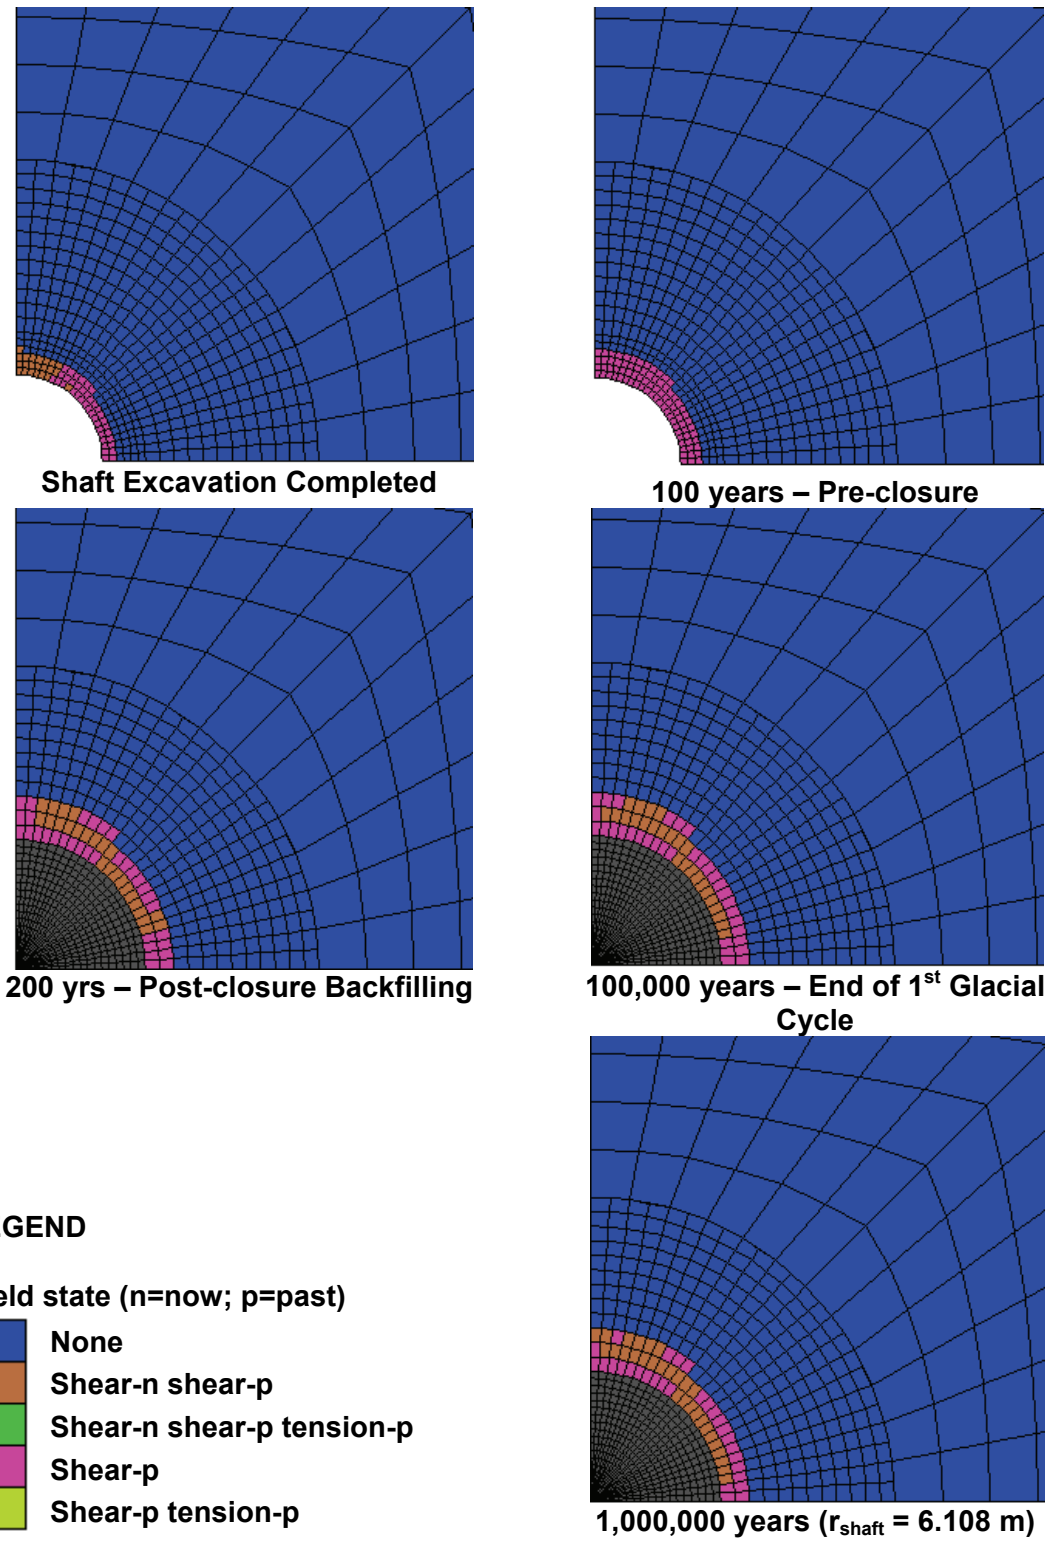 Shaft Excavation Completed
100 years – Pre-closure
200 yrs – Post-closure Backfilling
100,000 years – End of 1st Glacial
Cycle
EGEND
eld state (n=now; p=past)
None
Shear-n shear-p
Shear-n shear-p tension-p
Shear-p
Shear-p tension-p
1,000,000 years (rshaft = 6.108 m)